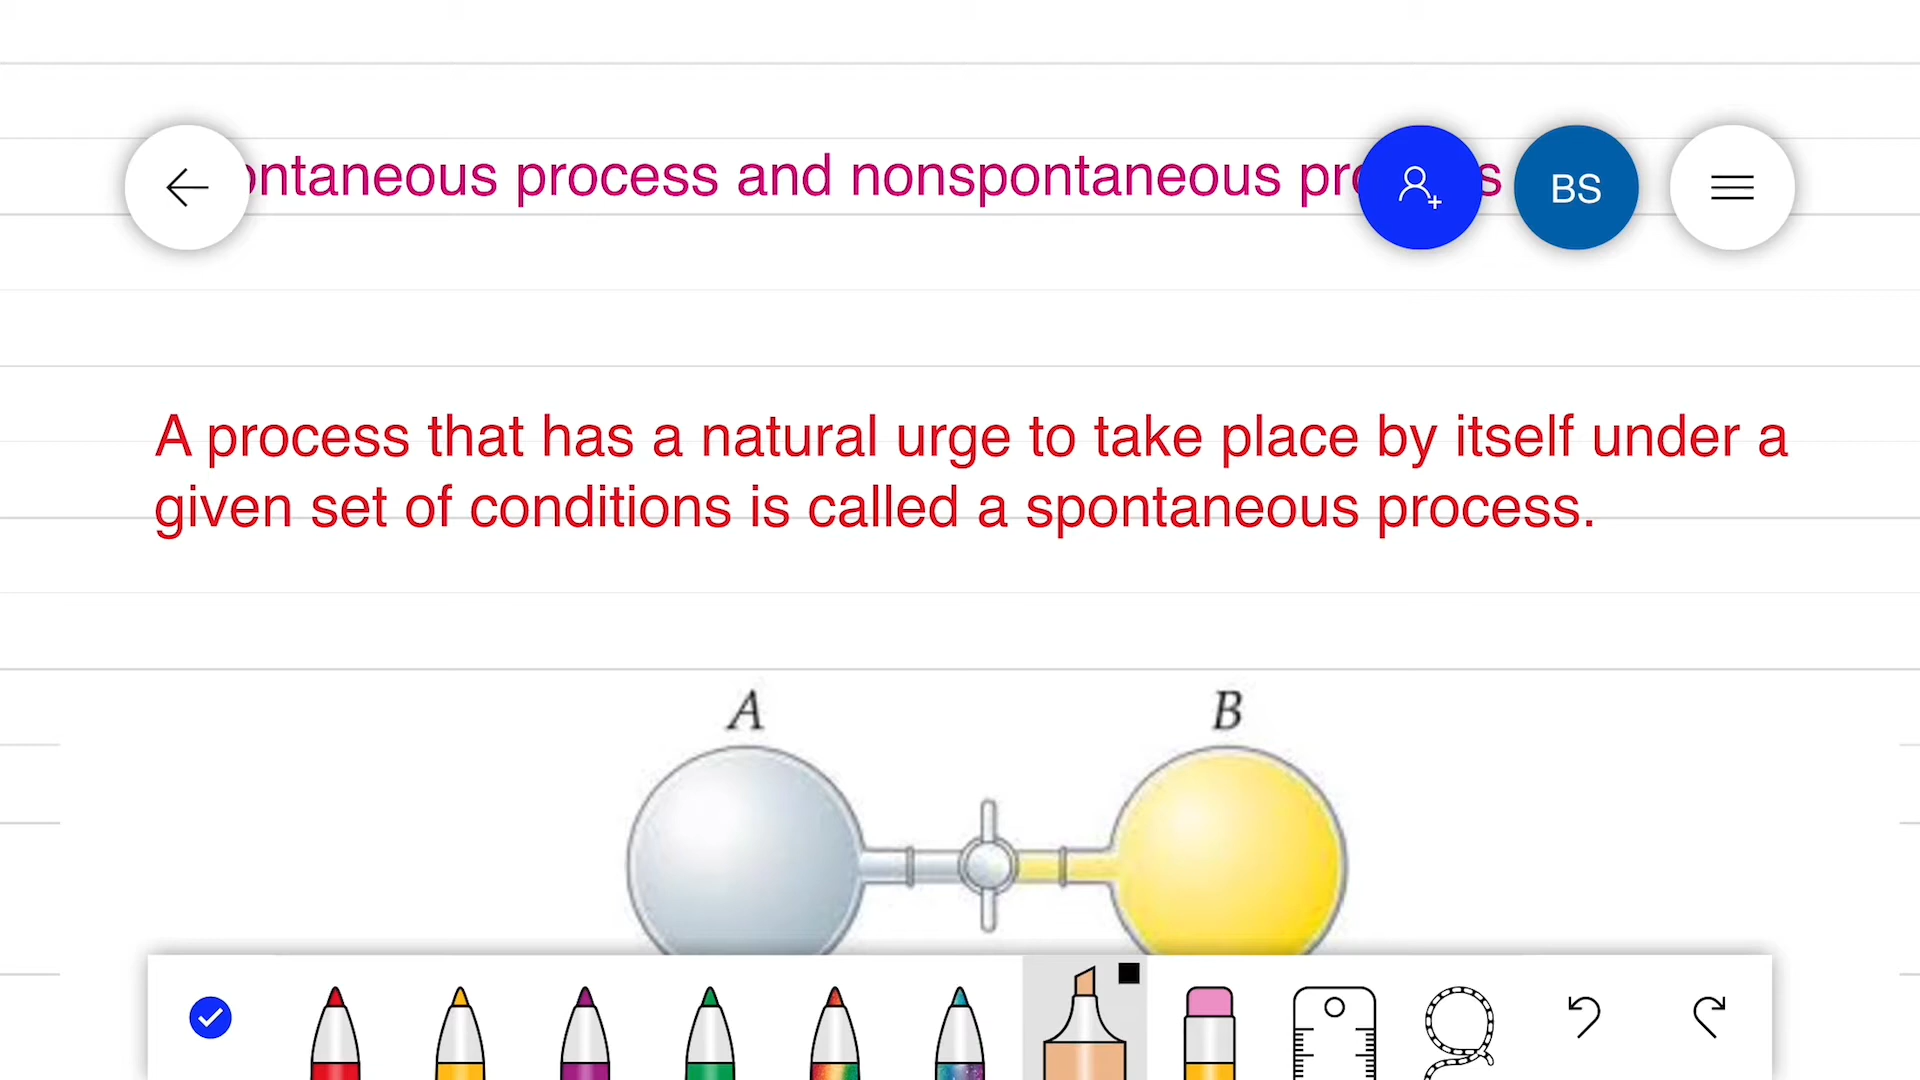 ontaneous process and nonspontaneous pr s
BS
A process that has a natural urge to take place by itself under a
given set of conditions is called a spontaneous process.
A B